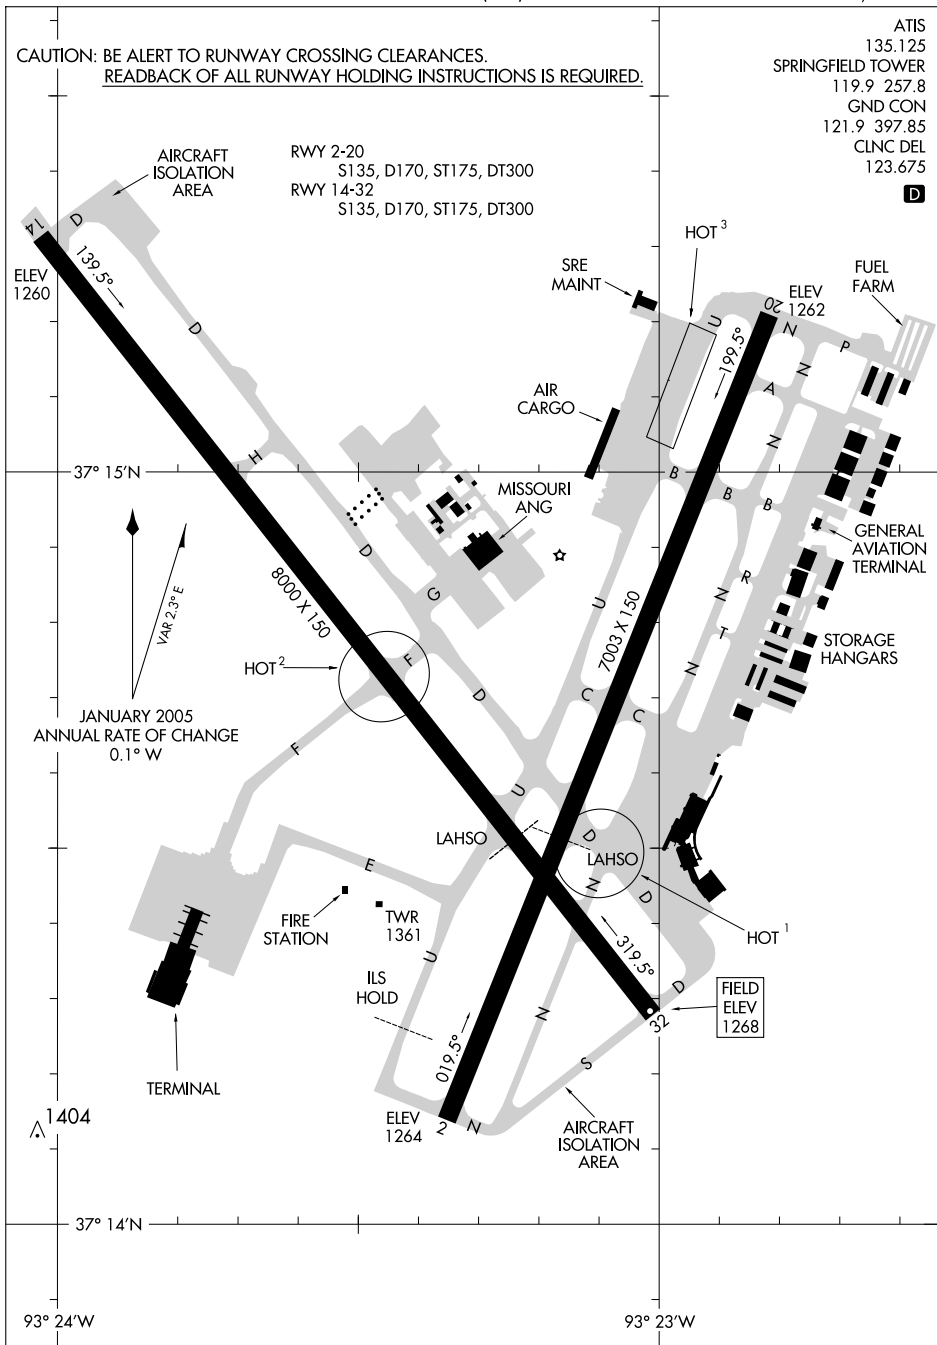 CAUTION: BE ALERT TO RUNWAY CROSSING CLEARANCES.
READBACK OF ALL RUNWAY HOLDING INSTRUCTIONS IS REQUIRED.
ATIS
135.125
SPRINGFIELD TOWER
119.9 257.8
GND CON
121.9 397.85
CLNC DEL
123.675
D
RWY 2-20
S135, D170, ST175, DT300
RWY 14-32
S135, D170, ST175, DT300
AIRCRAFT
ISOLATION
AREA
14
D
ELEV
1260
139.5°
D
HOT 3
SRE
MAINT
FUEL
FARM
20
ELEV
1262
U
N
P
199.5°
N
A
AIR
CARGO
N
H
37° 15'N
B
B
B
MISSOURI
ANG
GENERAL
AVIATION
TERMINAL
D
G
8000 X 150
VAR 2.3° E
U
7003 X 150
R
N
T
N
STORAGE
HANGARS
HOT 2
F
D
C
C
JANUARY 2005
ANNUAL RATE OF CHANGE
0.1° W
F
U
LAHSO
D
LAHSO
E
N
D
FIRE
STATION
TWR
1361
HOT 1
U
319.5°
ILS
HOLD
D
FIELD
ELEV
1268
N
32
019.5°
S
TERMINAL
1404
ELEV
1264
2
N
AIRCRAFT
ISOLATION
AREA
37° 14'N
93° 24'W
93° 23'W